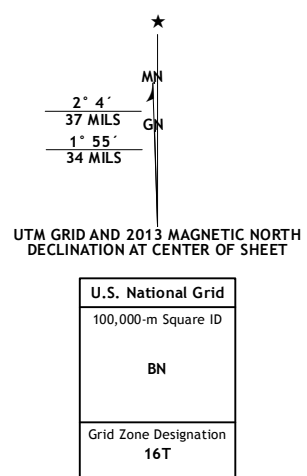 ★
MN
2° 4´
37 MILS
GN
1° 55´
34 MILS
UTM GRID AND 2013 MAGNETIC NORTH
DECLINATION AT CENTER OF SHEET
U.S. National Grid
100,000-m Square ID
BN
Grid Zone Designation
16T